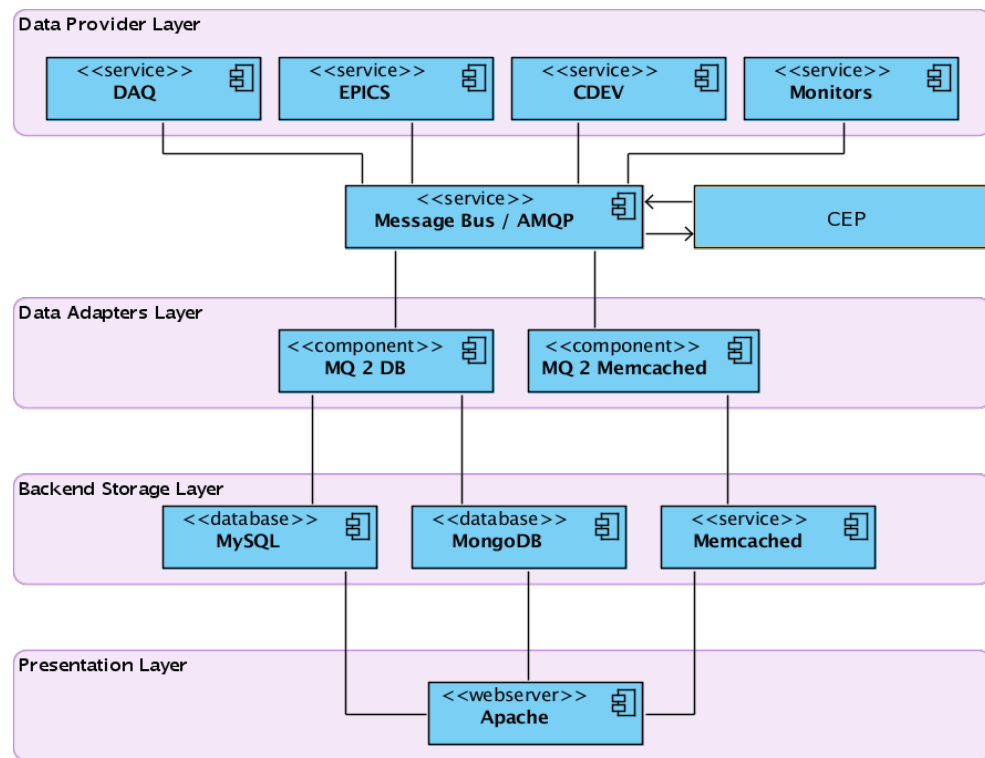 Data Provider Layer
<<service>>
DAQ
<<service>>
EPICS
<<service>>
CDEV
<<service>>
Monitors
<<service>>
Message Bus / AMQP
CEP
Data Adapters Layer
<<component>>
MQ 2 DB
<<component>>
MQ 2 Memcached
Backend Storage Layer
<<database>>
MySQL
<<database>>
MongoDB
<<service>>
Memcached
Presentation Layer
<<webserver>>
Apache